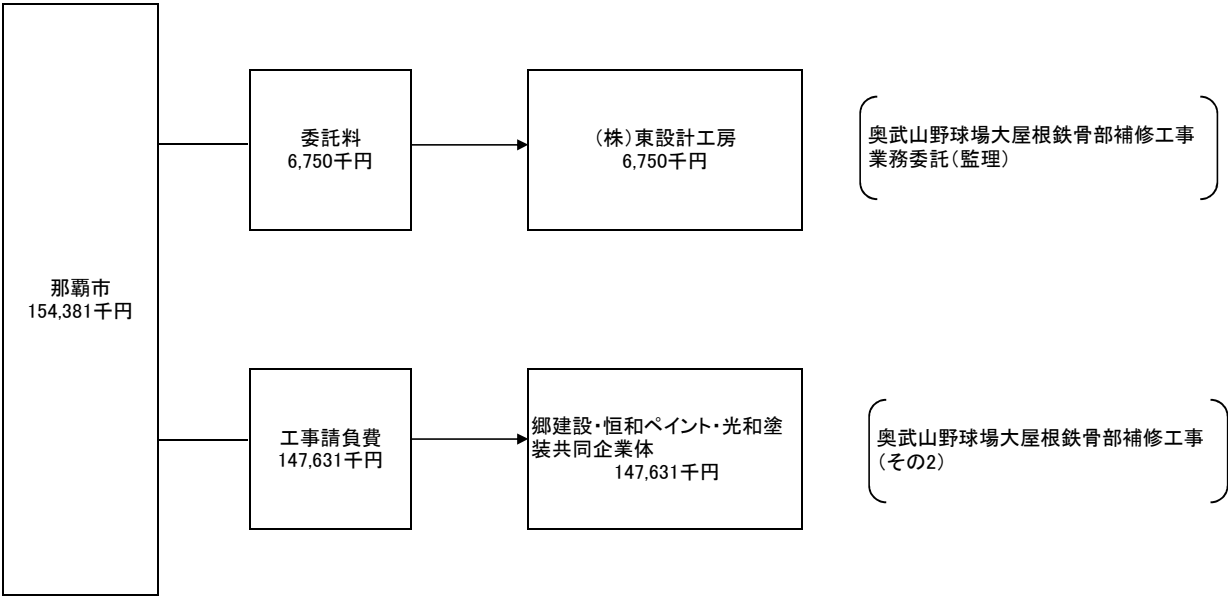 那覇市
154,381千円
委託料
6,750千円
(株)東設計工房
6,750千円
奥武山野球場大屋根鉄骨部補修工事
業務委託(監理)
工事請負費
147,631千円
郷建設・恒和ペイント・光和塗
装共同企業体
147,631千円
奥武山野球場大屋根鉄骨部補修工事
(その2)